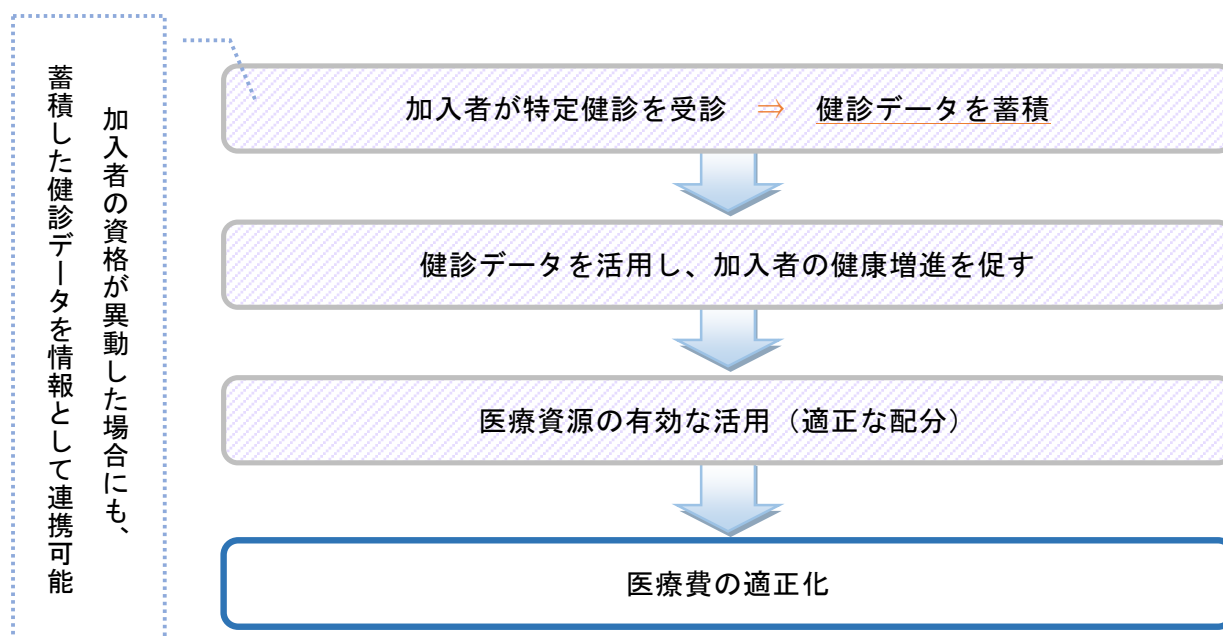 加入者の資格が異動した場合にも、
蓄積した健診データを情報として連携可能
加入者が特定健診を受診　⇒　健診データを蓄積
健診データを活用し、加入者の健康増進を促す
医療資源の有効な活用（適正な配分）
医療費の適正化